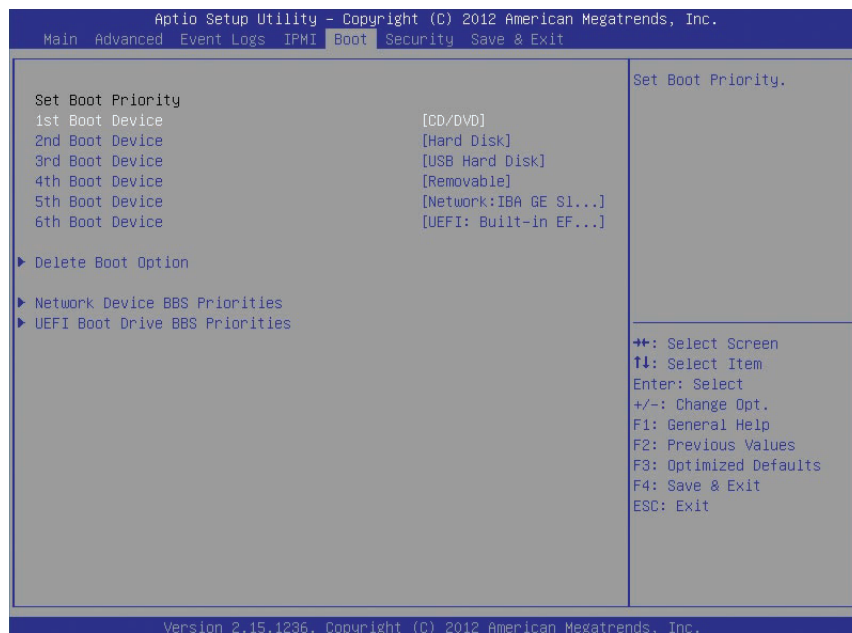 Aptio Setup Utility – Copyright (C) 2012 American Megatrends, Inc.
Main Advanced Event Logs IPMI Boot Security Save & Exit
Set Boot Priority
1st Boot Device [CD/DVD]
2nd Boot Device [Hard Disk]
3rd Boot Device [USB Hard Disk]
4th Boot Device [Removable]
5th Boot Device [Network:IBA GE Sl...]
6th Boot Device [UEFI: Built-in EF...]
▶ Delete Boot Option
▶ Network Device BBS Priorities
▶ UEFI Boot Drive BBS Priorities
Set Boot Priority.
→←: Select Screen
↑↓: Select Item
Enter: Select
+/-: Change Opt.
F1: General Help
F2: Previous Values
F3: Optimized Defaults
F4: Save & Exit
ESC: Exit
Version 2.15.1236. Copyright (C) 2012 American Megatrends, Inc.